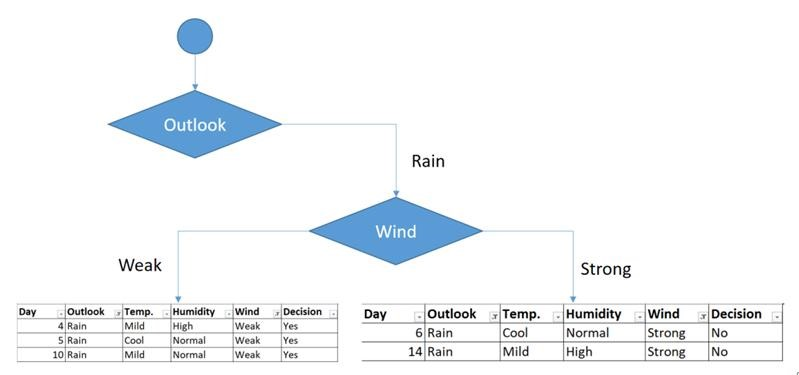 Outlook
Rain
Wind
Weak
Strong
Day Outlook Temp. Humidity Wind Decision
4 Rain Mild High Weak Yes
5 Rain Cool Normal Weak Yes
10 Rain Mild Normal Weak Yes
Day Outlook Temp. Humidity Wind Decision
6 Rain Cool Normal Strong No
14 Rain Mild High Strong No